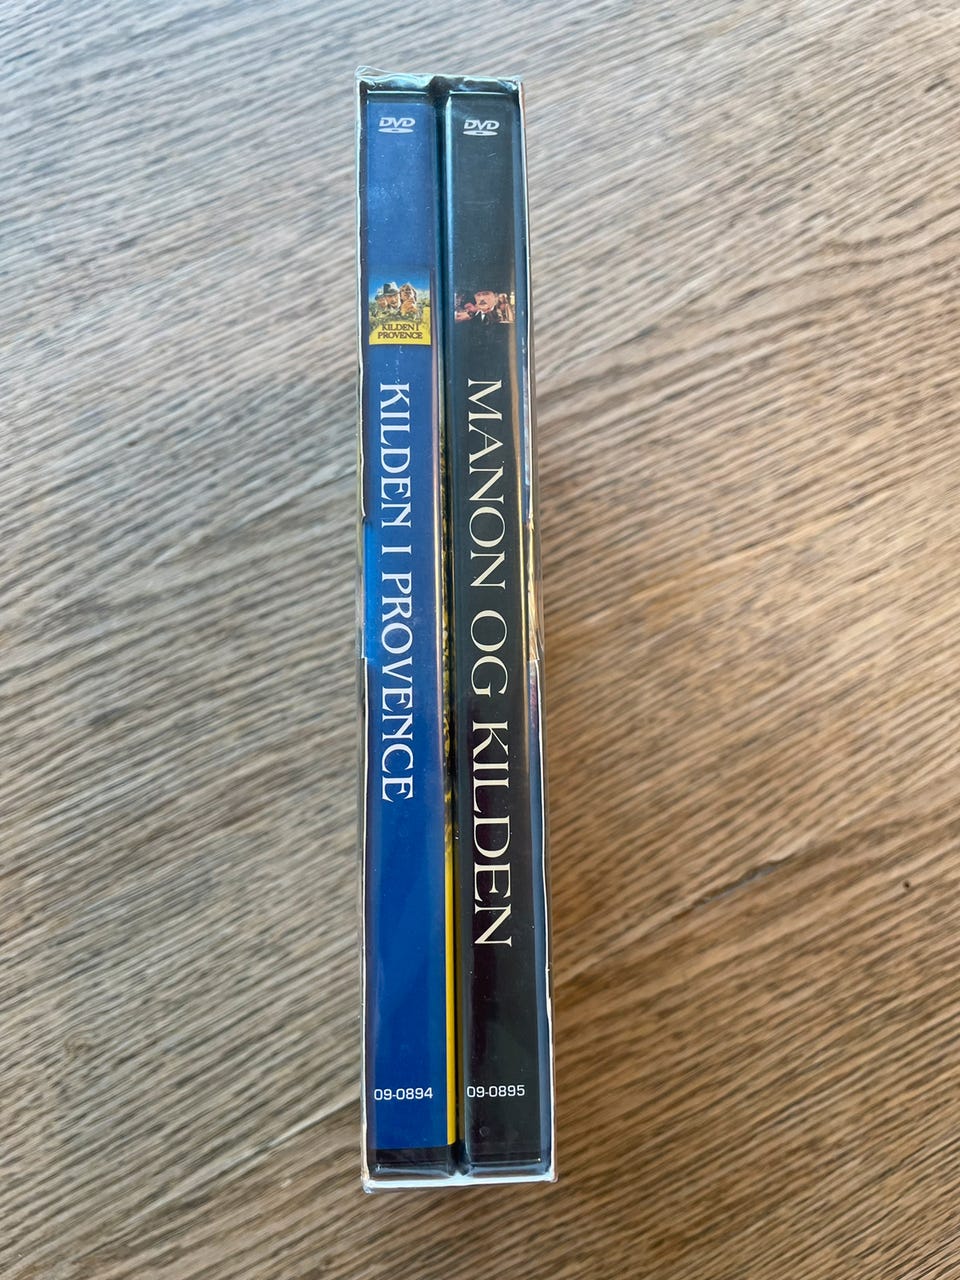 DVD
KILDEN I
PROVENCE
KILDEN I PROVENCE
09-0894
DVD
MANON OG KILDEN
09-0895